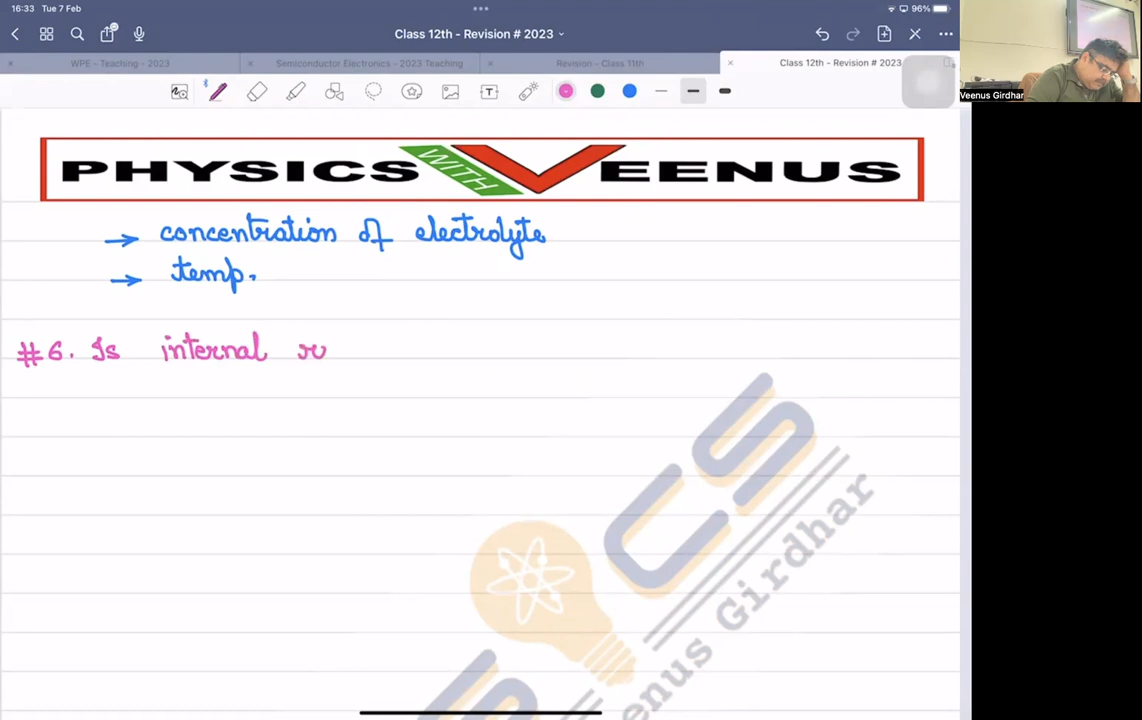 16:33 Tue 7 Feb
96%
Class 12th - Revision # 2023
WPE - Teaching - 2023
Semiconductor Electronics - 2023 Teaching
Revision - Class 11th
Class 12th - Revision # 2023
Veenus Girdhar
PHYSICS WITH VEENUS
→ concentration of electrolyte
→ temp.
#6. Is internal
CS
Veenus Girdhar